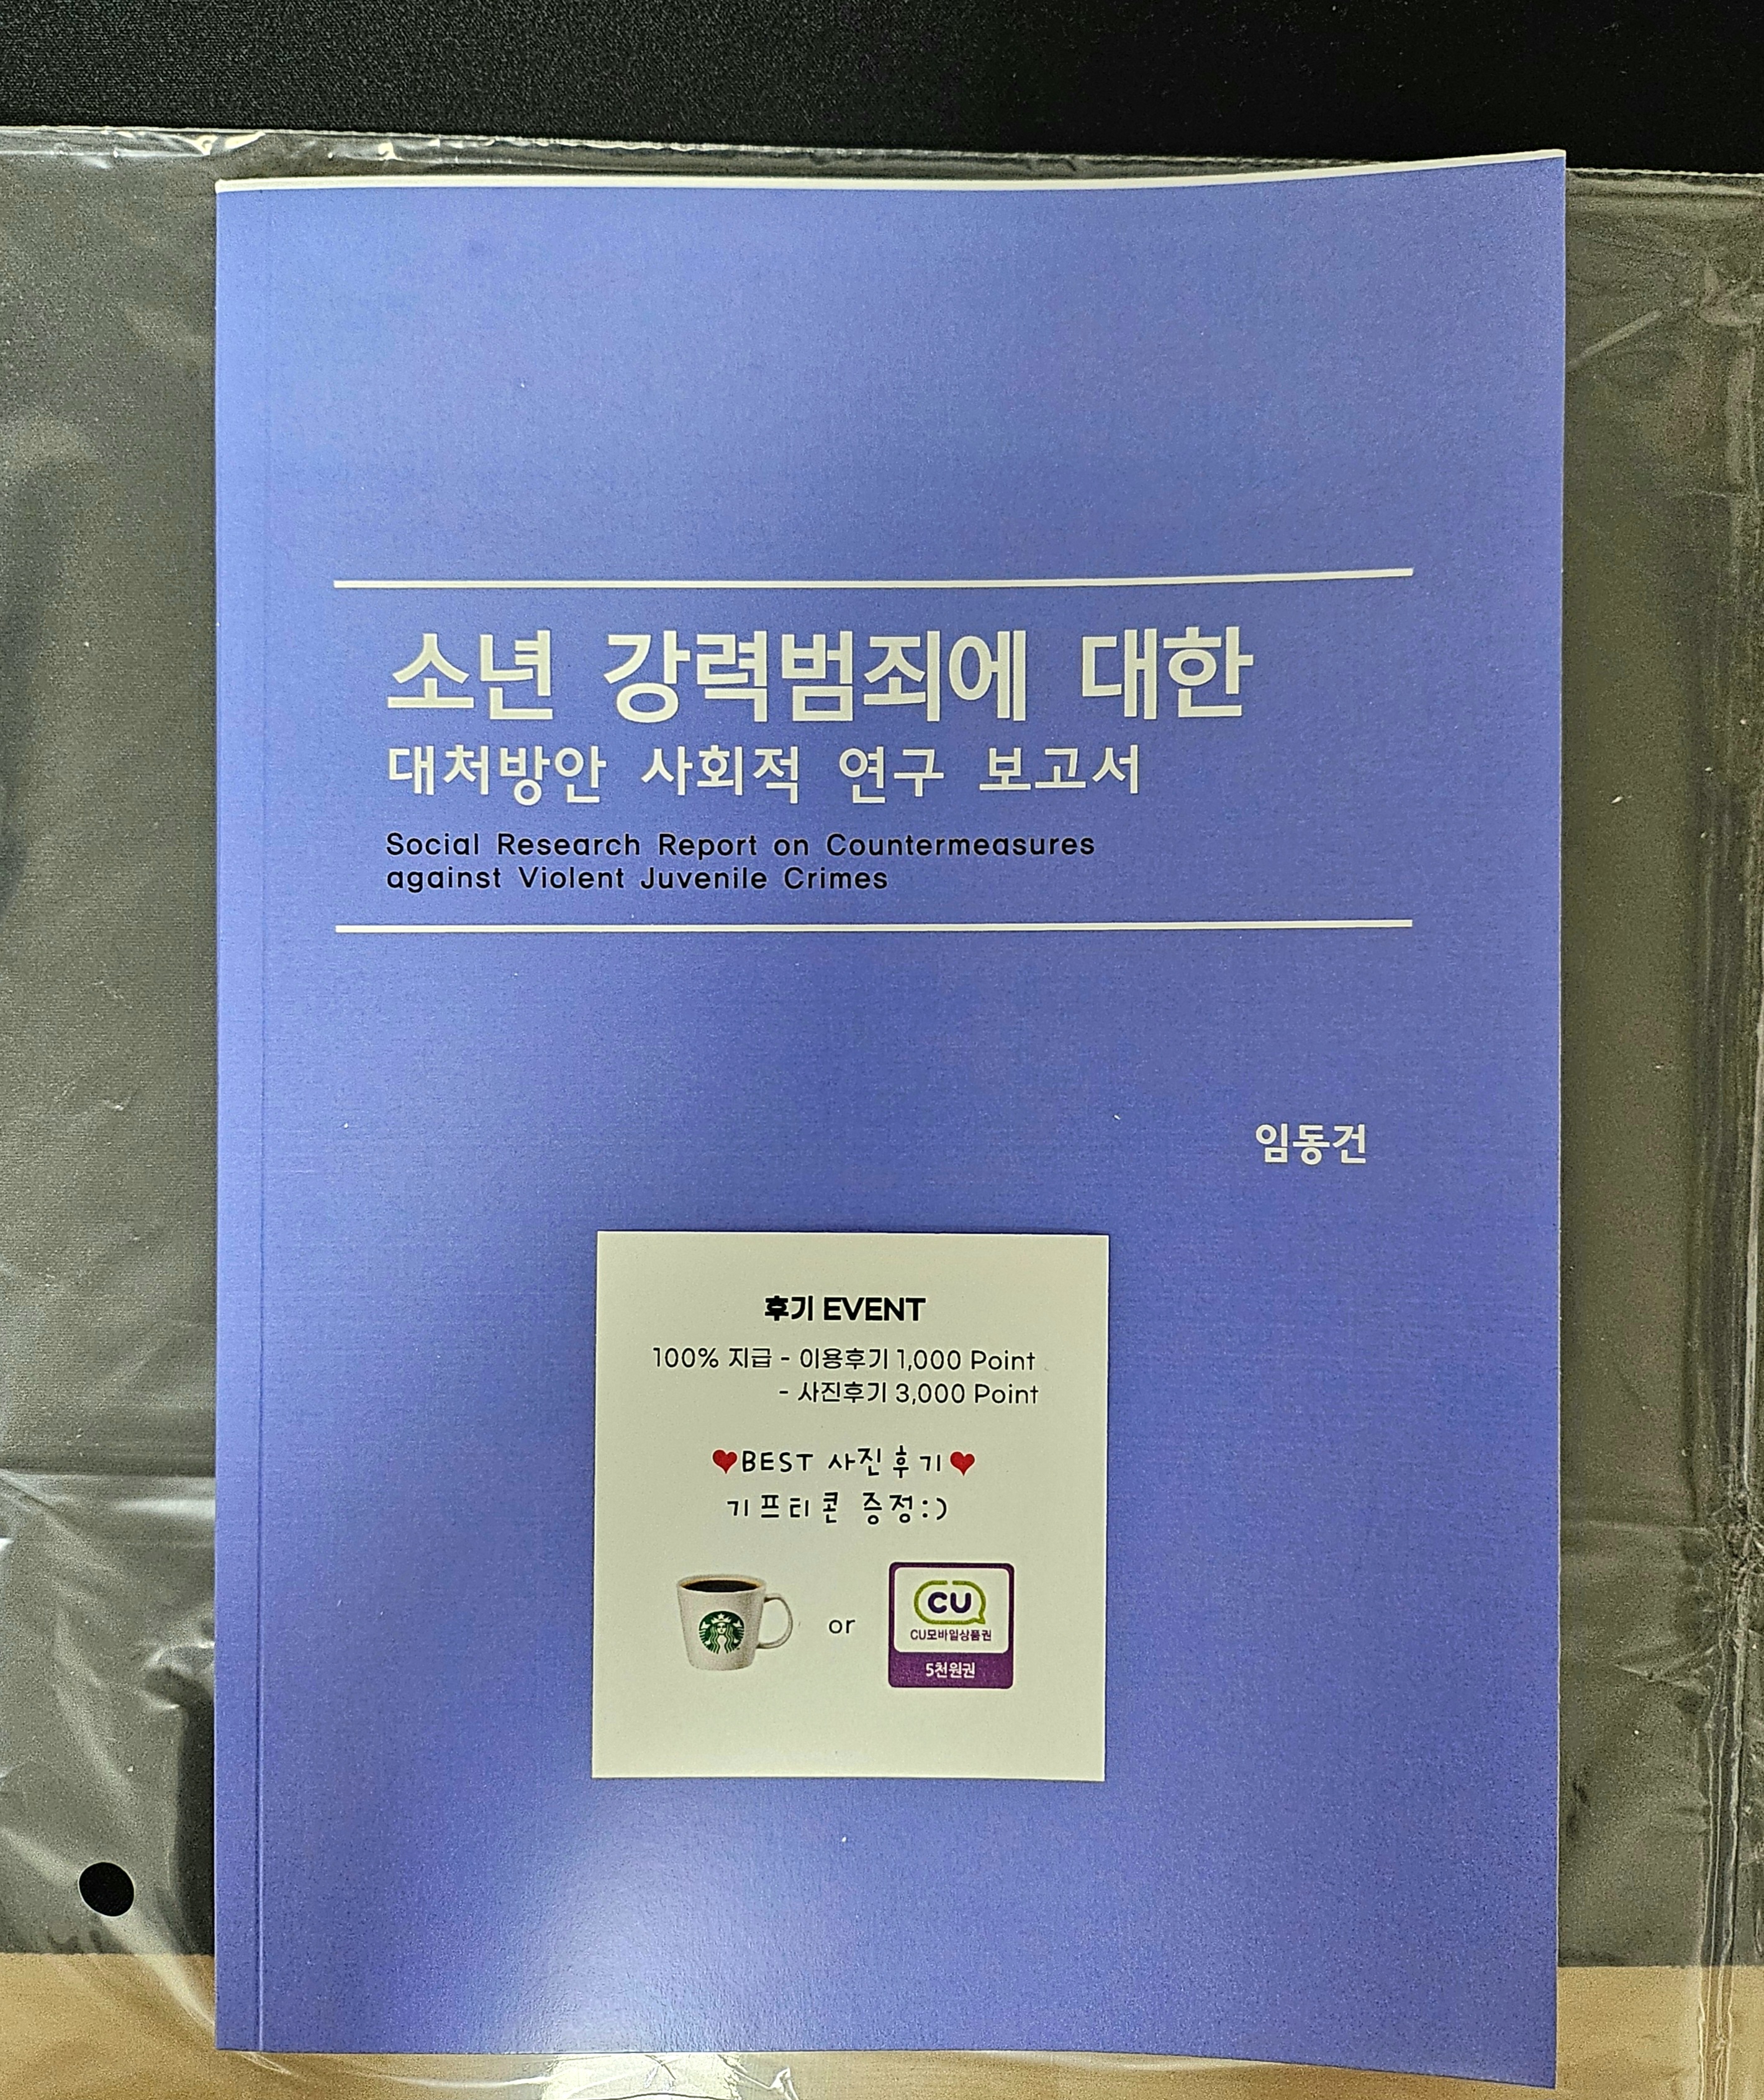 소년 강력범죄에 대한
대처방안 사회적 연구 보고서
Social Research Report on Countermeasures
against Violent Juvenile Crimes
임동건
후기 EVENT
100% 지급 - 이용후기 1,000 Point
- 사진후기 3,000 Point
♥BEST 사진후기♥
기프티콘 증정:)
or
CU
CU모바일상품권
5천원권